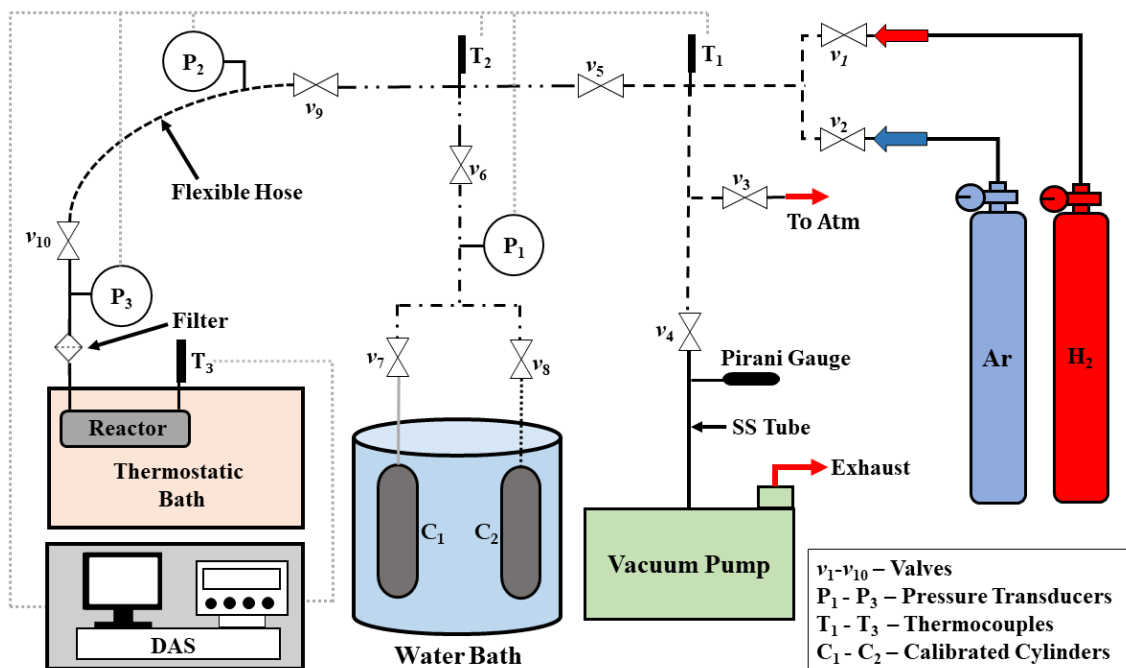 P₂
T₂
T₁
v₁
v₅
v₉
v₂
v₆
v₃
Flexible Hose
To Atm
v₁₀
P₁
P₃
Filter
v₄
T₃
v₇
v₈
Pirani Gauge
Ar
H₂
Reactor
SS Tube
Thermostatic
Bath
Exhaust
C₁
C₂
Vacuum Pump
DAS
Water Bath
v₁-v₁₀ – Valves
P₁ - P₃ – Pressure Transducers
T₁ - T₃ – Thermocouples
C₁ - C₂ – Calibrated Cylinders